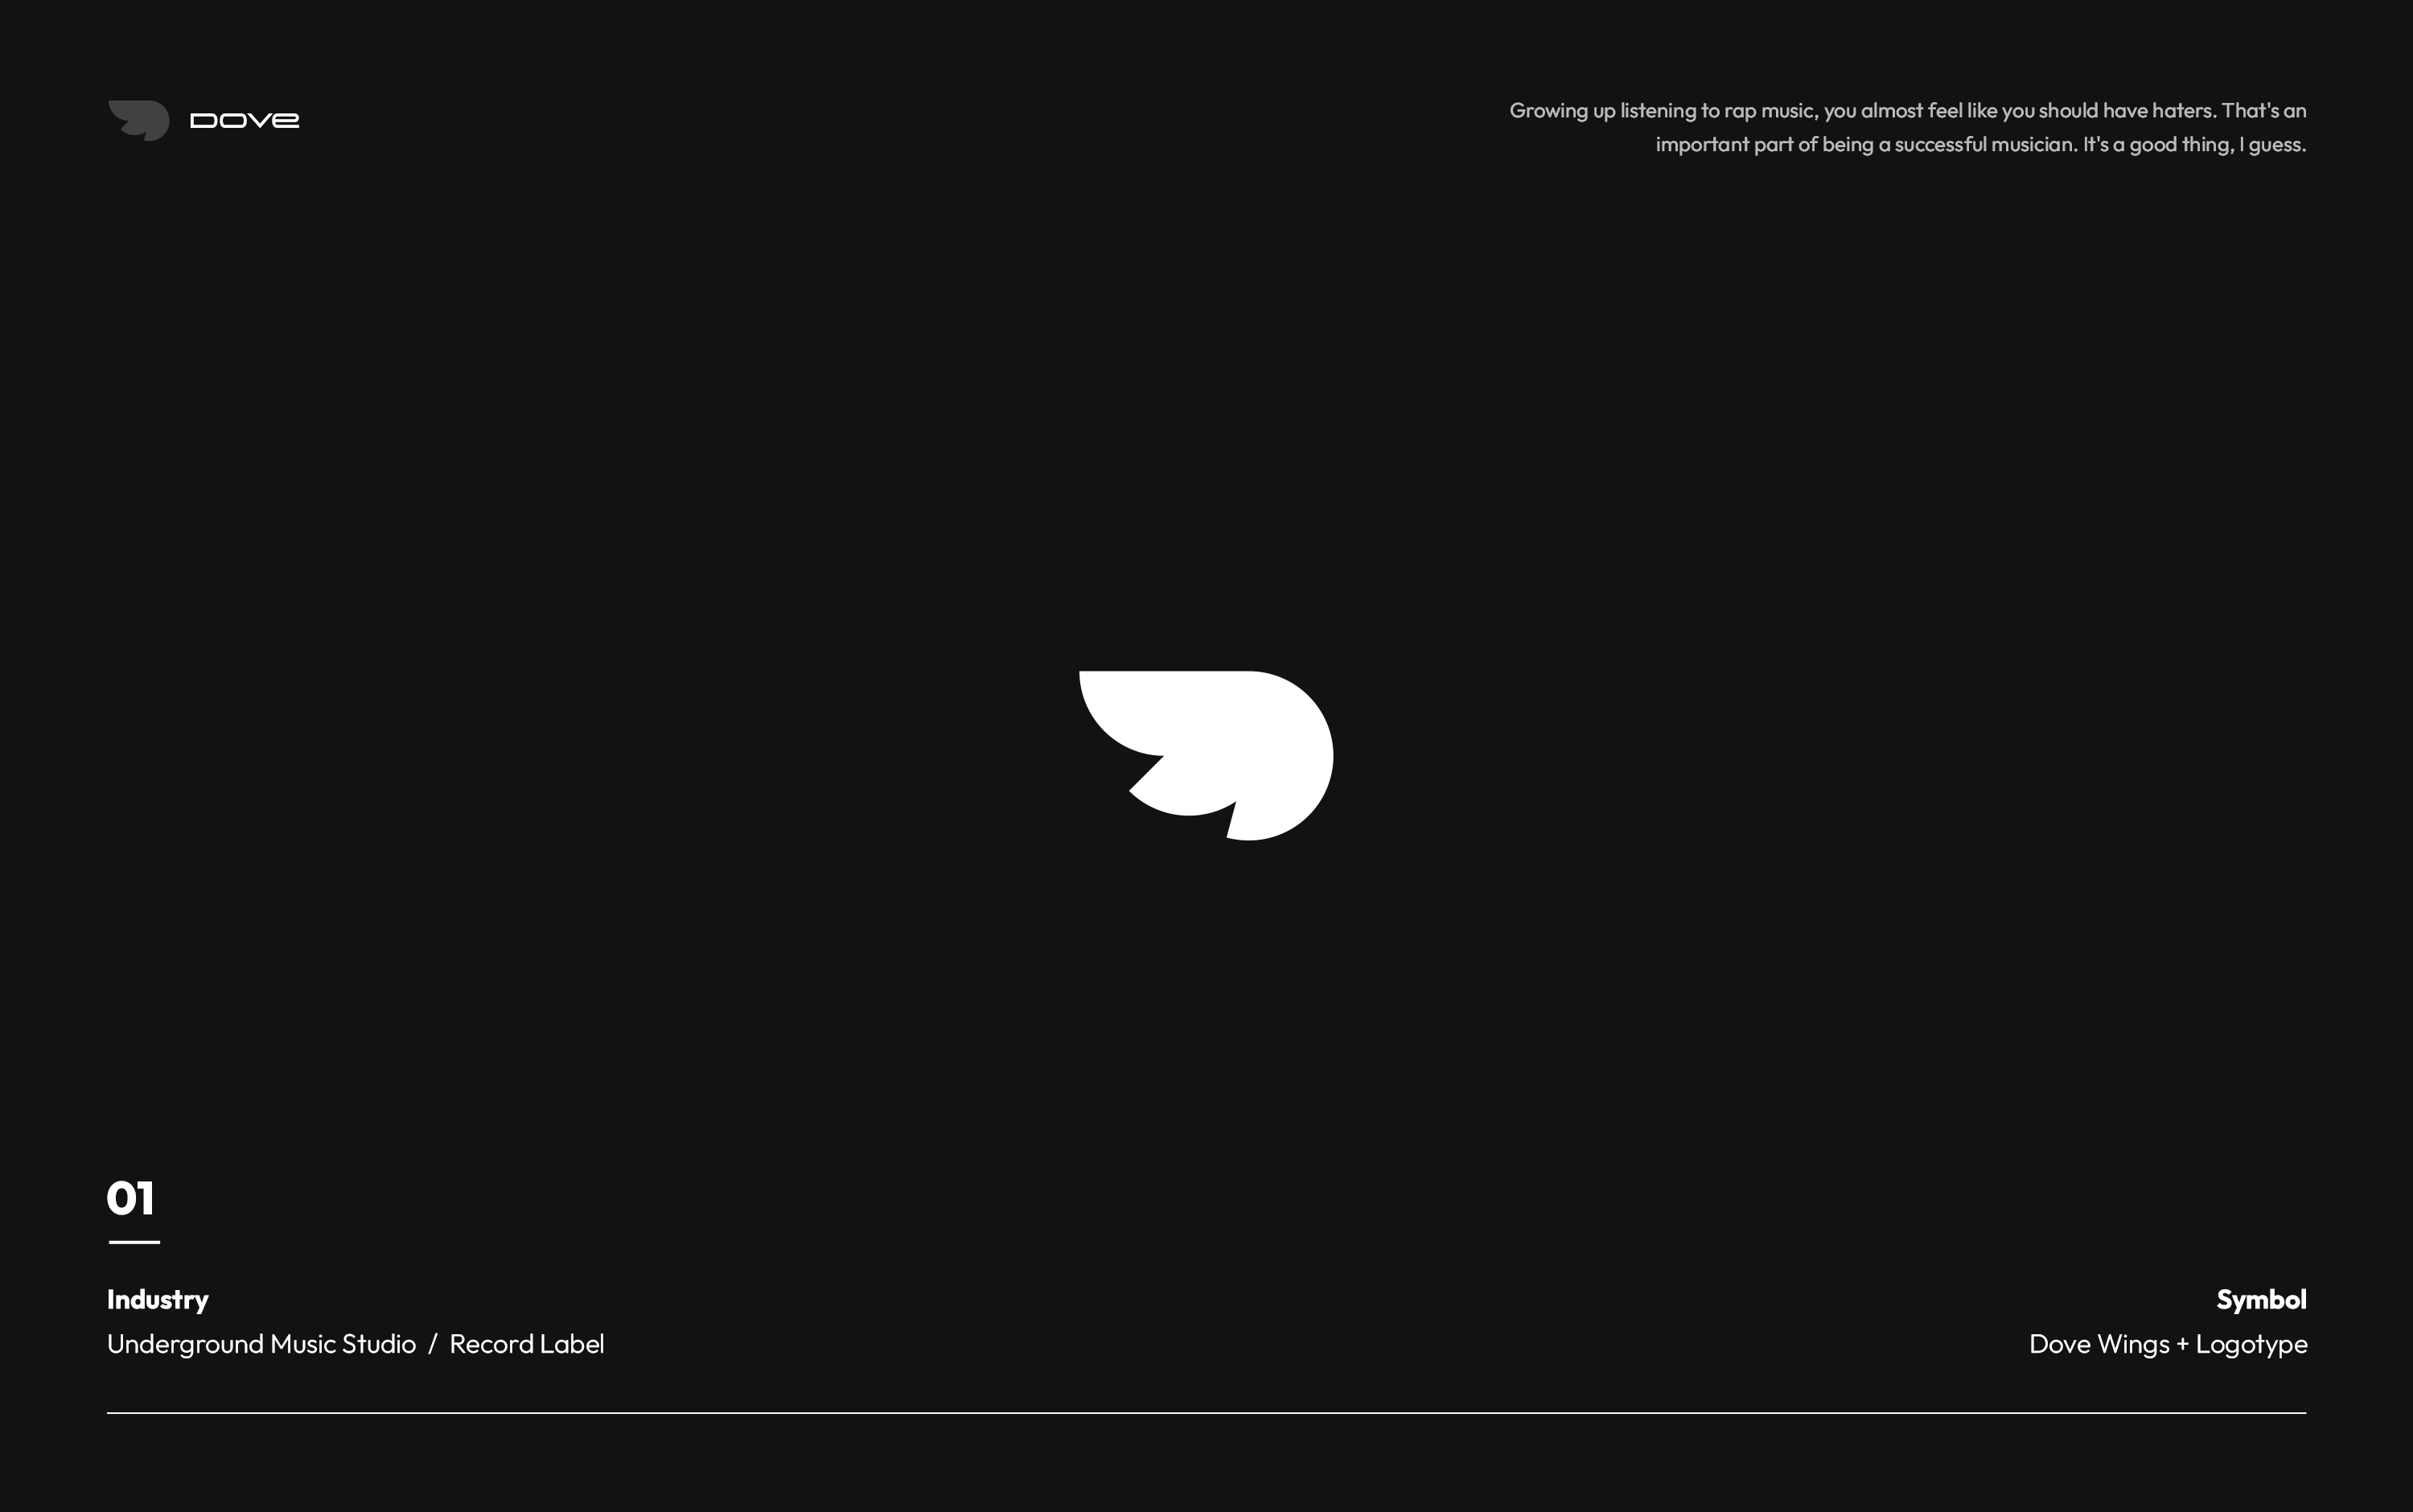 DOVE
Growing up listening to rap music, you almost feel like you should have haters. That's an
important part of being a successful musician. It's a good thing, I guess.
01
Industry
Underground Music Studio / Record Label
Symbol
Dove Wings + Logotype